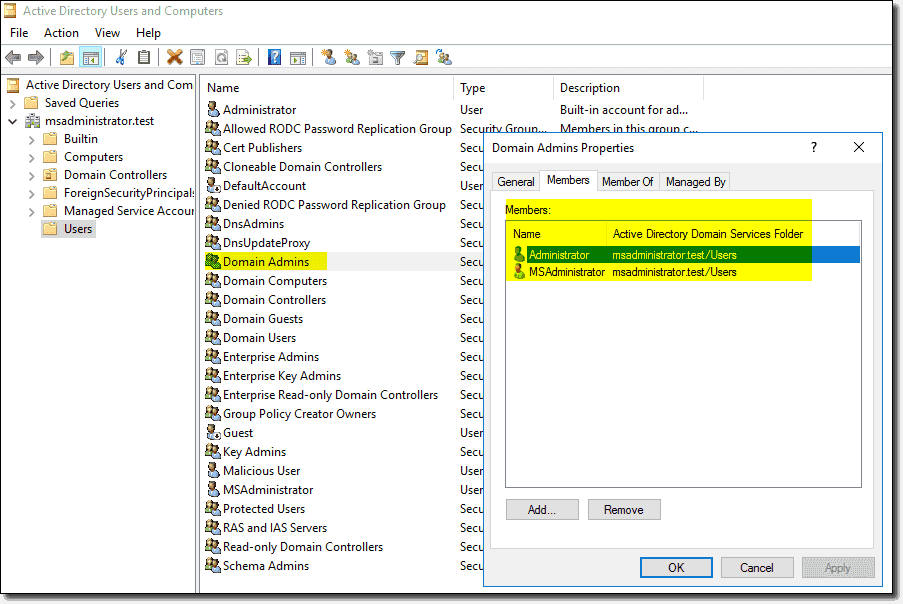 Active Directory Users and Computers
File Action View Help
Active Directory Users and Com
Saved Queries
msadministrator.test
Builtin
Computers
Domain Controllers
ForeignSecurityPrincipals
Managed Service Accour
Users
Name Type Description
Administrator User Built-in account for ad...
Allowed RODC Password Replication Group Security Group... Members in this group c...
Cert Publishers Secu
Cloneable Domain Controllers Secu
DefaultAccount User
Denied RODC Password Replication Group Secu
DnsAdmins Secu
DnsUpdateProxy Secu
Domain Admins Secu
Domain Computers Secu
Domain Controllers Secu
Domain Guests Secu
Domain Users Secu
Enterprise Admins Secu
Enterprise Key Admins Secu
Enterprise Read-only Domain Controllers Secu
Group Policy Creator Owners Secu
Guest User
Key Admins Secu
Malicious User User
MSAdministrator User
Protected Users Secu
RAS and IAS Servers Secu
Read-only Domain Controllers Secu
Schema Admins Secu
Domain Admins Properties ?
General Members Member Of Managed By
Members:
Name Active Directory Domain Services Folder
Administrator msadministrator.test/Users
MSAdministrator msadministrator.test/Users
Add... Remove
OK Cancel Apply